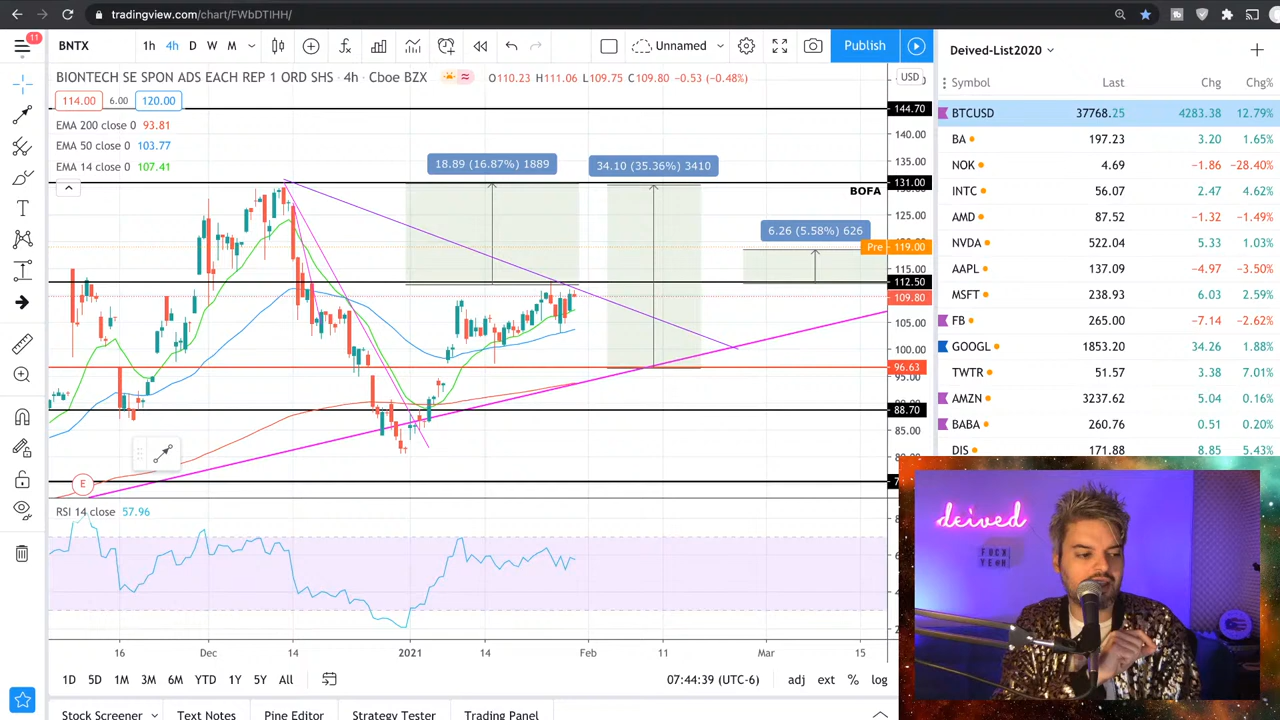 tradingview.com/chart/FWbDTIHH/
11
BNTX 1h 4h D W M Unnamed Publish
Deived-List2020
BIONTECH SE SPON ADS EACH REP 1 ORD SHS · 4h · Cboe BZX O110.23 H111.06 L109.75 C109.80 −0.53 (−0.48%) USD
114.00 6.00 120.00
EMA 200 close 0 93.81
EMA 50 close 0 103.77
EMA 14 close 0 107.41
18.89 (16.87%) 1889
34.10 (35.36%) 3410
6.26 (5.58%) 626
BOFA
144.70
140.00
135.00
131.00
125.00
Pre 119.00
115.00
112.50
109.80
105.00
100.00
96.63
95.00
88.70
85.00
E
RSI 14 close 57.96
16 Dec 14 2021 14 Feb 11 Mar 15
1D 5D 1M 3M 6M YTD 1Y 5Y All 07:44:39 (UTC-6) adj ext % log
Stock Screener Text Notes Pine Editor Strategy Tester Trading Panel
Symbol Last Chg Chg%
BTCUSD 37768.25 4283.38 12.79%
BA 197.23 3.20 1.65%
NOK 4.69 −1.86 −28.40%
INTC 56.07 2.47 4.62%
AMD 87.52 −1.32 −1.49%
NVDA 522.04 5.33 1.03%
AAPL 137.09 −4.97 −3.50%
MSFT 238.93 6.03 2.59%
FB 265.00 −7.14 −2.62%
GOOGL 1853.20 34.26 1.88%
TWTR 51.57 3.38 7.01%
AMZN 3237.62 5.04 0.16%
BABA 260.76 0.51 0.20%
DIS 171.88 8.85 5.43%
deived
FUCK
YEAH